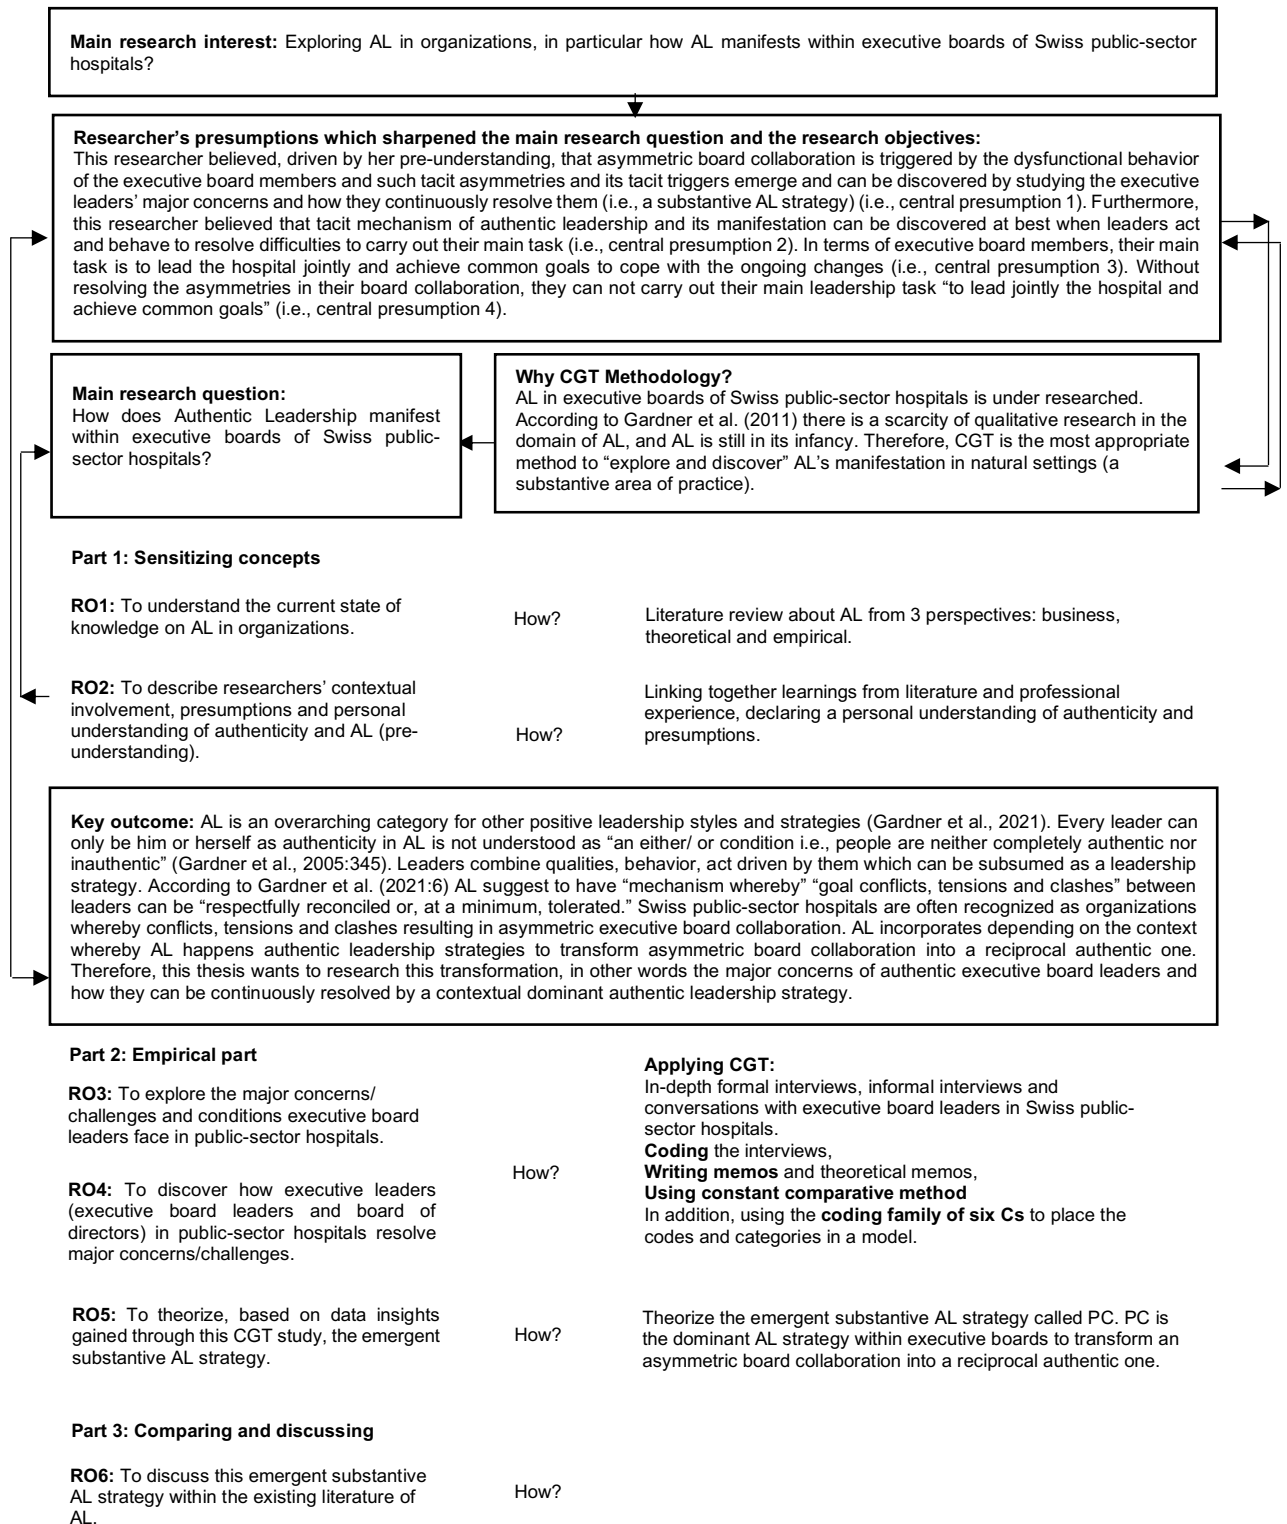 Main research interest: Exploring AL in organizations, in particular how AL manifests within executive boards of Swiss public-sector
hospitals?
Researcher's presumptions which sharpened the main research question and the research objectives:
This researcher believed, driven by her pre-understanding, that asymmetric board collaboration is triggered by the dysfunctional behavior
of the executive board members and such tacit asymmetries and its tacit triggers emerge and can be discovered by studying the executive
leaders' major concerns and how they continuously resolve them (i.e., a substantive AL strategy) (i.e., central presumption 1). Furthermore,
this researcher believed that tacit mechanism of authentic leadership and its manifestation can be discovered at best when leaders act
and behave to resolve difficulties to carry out their main task (i.e., central presumption 2). In terms of executive board members, their main
task is to lead the hospital jointly and achieve common goals to cope with the ongoing changes (i.e., central presumption 3). Without
resolving the asymmetries in their board collaboration, they can not carry out their main leadership task “to lead jointly the hospital and
achieve common goals” (i.e., central presumption 4).
Main research question:
How does Authentic Leadership manifest
within executive boards of Swiss public-
sector hospitals?
Why CGT Methodology?
AL in executive boards of Swiss public-sector hospitals is under researched.
According to Gardner et al. (2011) there is a scarcity of qualitative research in the
domain of AL, and AL is still in its infancy. Therefore, CGT is the most appropriate
method to “explore and discover” AL's manifestation in natural settings (a
substantive area of practice).
Part 1: Sensitizing concepts
RO1: To understand the current state of
knowledge on AL in organizations.
How?
Literature review about AL from 3 perspectives: business,
theoretical and empirical.
RO2: To describe researchers' contextual
involvement, presumptions and personal
understanding of authenticity and AL (pre-
understanding).
How?
Linking together learnings from literature and professional
experience, declaring a personal understanding of authenticity and
presumptions.
Key outcome: AL is an overarching category for other positive leadership styles and strategies (Gardner et al., 2021). Every leader can
only be him or herself as authenticity in AL is not understood as “an either/ or condition i.e., people are neither completely authentic nor
inauthentic” (Gardner et al., 2005:345). Leaders combine qualities, behavior, act driven by them which can be subsumed as a leadership
strategy. According to Gardner et al. (2021:6) AL suggest to have “mechanism whereby” “goal conflicts, tensions and clashes” between
leaders can be “respectfully reconciled or, at a minimum, tolerated.” Swiss public-sector hospitals are often recognized as organizations
whereby conflicts, tensions and clashes resulting in asymmetric executive board collaboration. AL incorporates depending on the context
whereby AL happens authentic leadership strategies to transform asymmetric board collaboration into a reciprocal authentic one.
Therefore, this thesis wants to research this transformation, in other words the major concerns of authentic executive board leaders and
how they can be continuously resolved by a contextual dominant authentic leadership strategy.
Part 2: Empirical part
RO3: To explore the major concerns/
challenges and conditions executive board
leaders face in public-sector hospitals.
RO4: To discover how executive leaders
(executive board leaders and board of
directors) in public-sector hospitals resolve
major concerns/challenges.
How?
Applying CGT:
In-depth formal interviews, informal interviews and
conversations with executive board leaders in Swiss public-
sector hospitals.
Coding the interviews,
Writing memos and theoretical memos,
Using constant comparative method
In addition, using the coding family of six Cs to place the
codes and categories in a model.
RO5: To theorize, based on data insights
gained through this CGT study, the emergent
substantive AL strategy.
How?
Theorize the emergent substantive AL strategy called PC. PC is
the dominant AL strategy within executive boards to transform an
asymmetric board collaboration into a reciprocal authentic one.
Part 3: Comparing and discussing
RO6: To discuss this emergent substantive
AL strategy within the existing literature of
AL.
How?